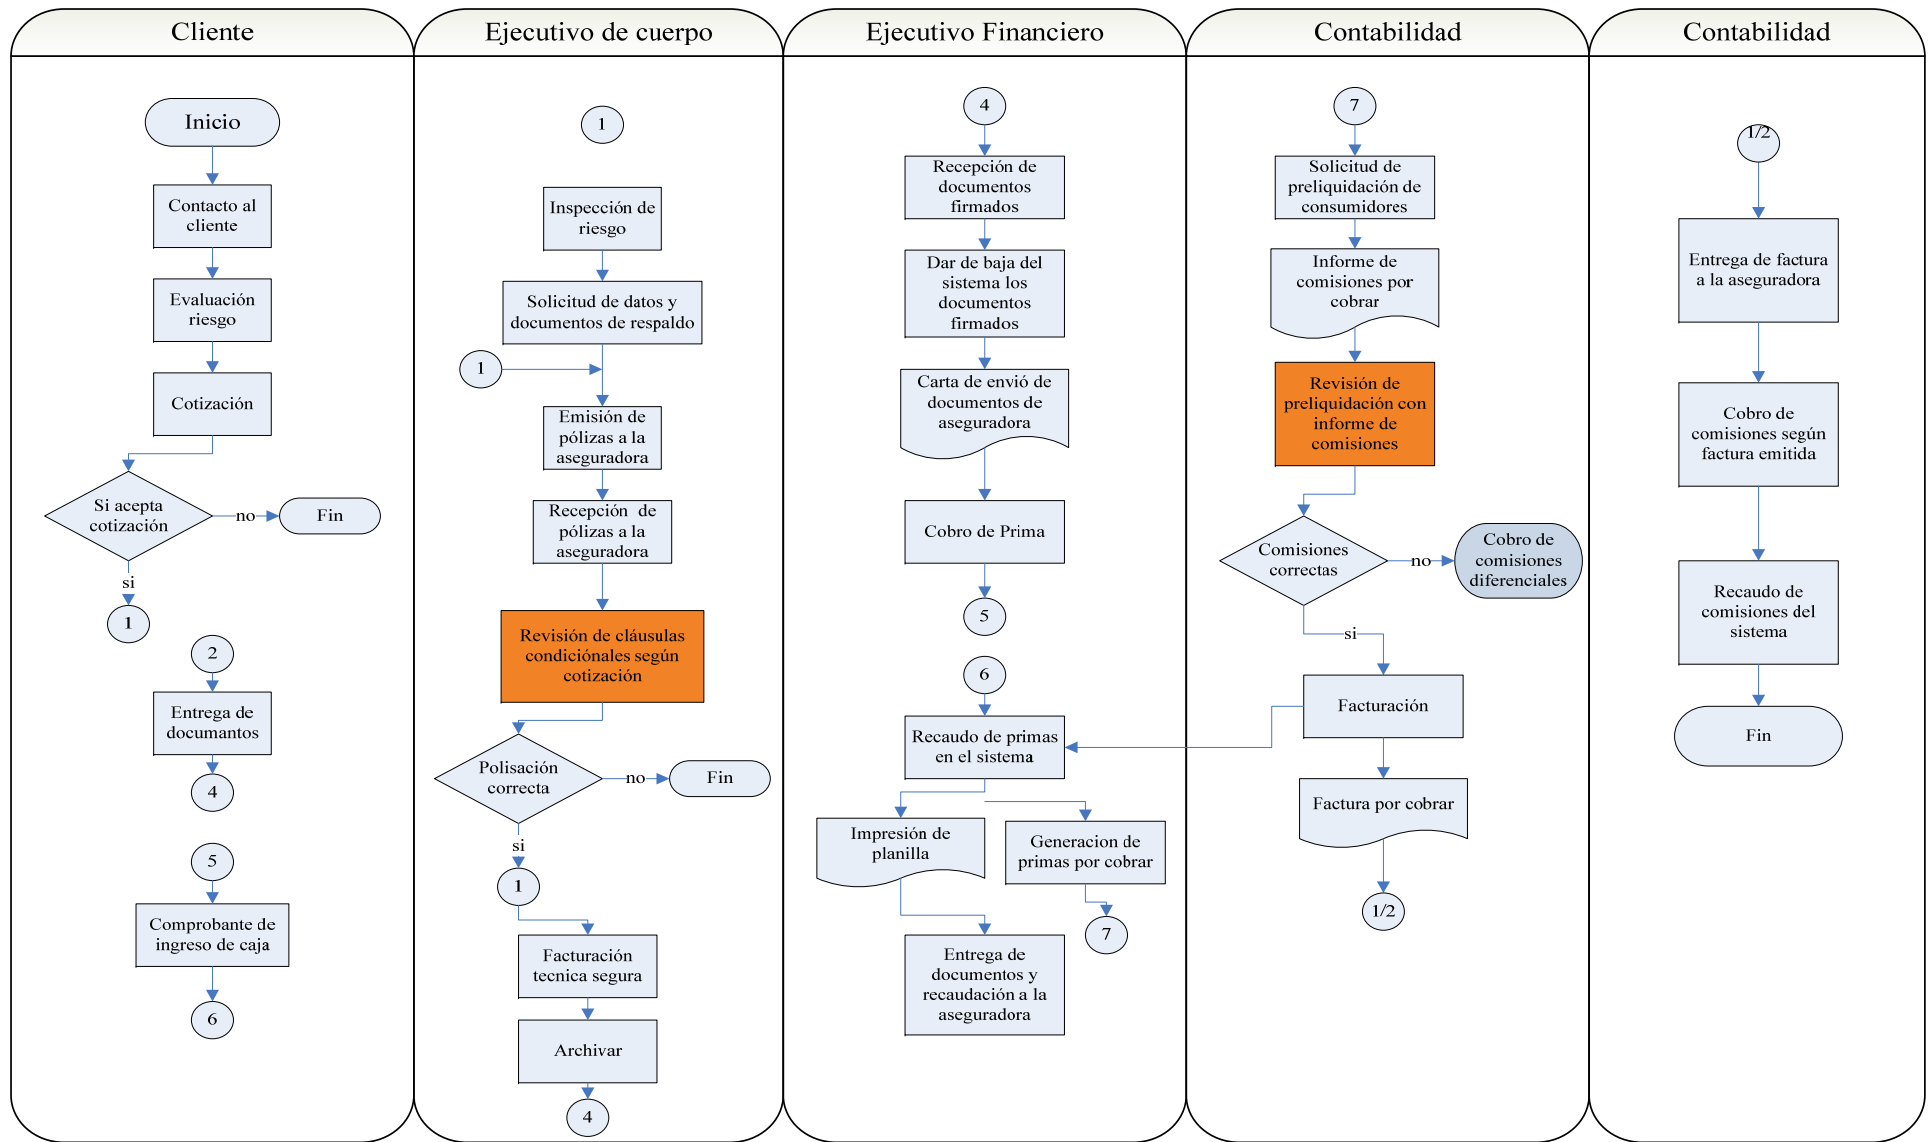 Cliente
Inicio
Contacto al
cliente
Evaluación
riesgo
Cotización
Si acepta
cotización
no
Fin
si
1
2
Entrega de
documantos
4
5
Comprobante de
ingreso de caja
6
Ejecutivo de cuerpo
1
Inspección de
riesgo
Solicitud de datos y
documentos de respaldo
1
Emisión de
pólizas a la
aseguradora
Recepción de
pólizas a la
aseguradora
Revisión de cláusulas
condiciónales según
cotización
Polisación
correcta
no
Fin
si
1
Facturación
tecnica segura
Archivar
4
Ejecutivo Financiero
4
Recepción de
documentos
firmados
Dar de baja del
sistema los
documentos
firmados
Carta de envió de
documentos de
aseguradora
Cobro de Prima
5
6
Recaudo de primas
en el sistema
Impresión de
planilla
Generacion de
primas por cobrar
7
Entrega de
documentos y
recaudación a la
aseguradora
Contabilidad
7
Solicitud de
preliquidación de
consumidores
Informe de
comisiones por
cobrar
Revisión de
preliquidación con
informe de
comisiones
Comisiones
correctas
no
Cobro de
comisiones
diferenciales
si
Facturación
Factura por cobrar
1/2
Contabilidad
1/2
Entrega de factura
a la aseguradora
Cobro de
comisiones según
factura emitida
Recaudo de
comisiones del
sistema
Fin